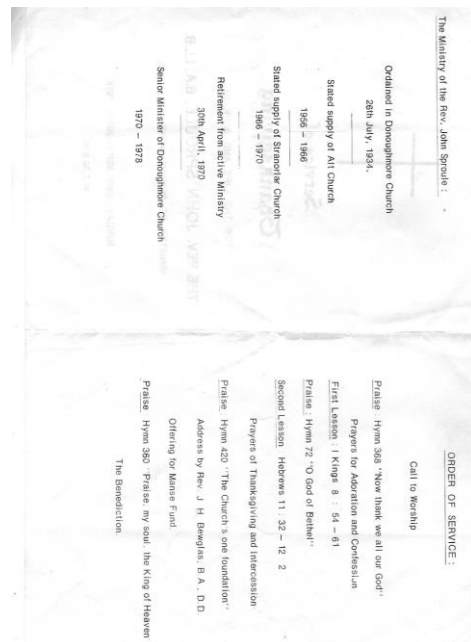 The Ministry of the Rev. John Sproule :
Ordained in Donoughmore Church
26th July, 1934.
Stated supply of Alt Church
1956 – 1966
Stated supply of Stranorlar Church
1966 – 1970
Retirement from active Ministry
30th April, 1970
Senior Minister of Donoughmore Church
1970 – 1978
ORDER OF SERVICE :
Call to Worship
Praise : Hymn 368 "Now thank we all our God"
Prayers for Adoration and Confession
First Lesson : I Kings 8 : 54 – 61
Praise : Hymn 72 "O God of Bethel"
Second Lesson Hebrews 11 : 32 – 12 2
Prayers of Thanksgiving and Intercession
Praise Hymn 420 "The Church s one foundation"
Address by Rev. J H Bewglas, B A , D.D.
Offering for Manse Fund.
Praise Hymn 360 "Praise, my soul, the King of Heaven
The Benediction